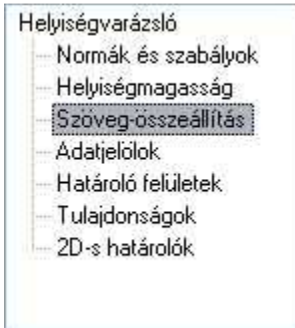 Helyiségvarázsló
Normák és szabályok
Helyiségmagasság
Szöveg-összeállítás
Adatjelölok
Határoló felületek
Tulajdonságok
2D-s határolók